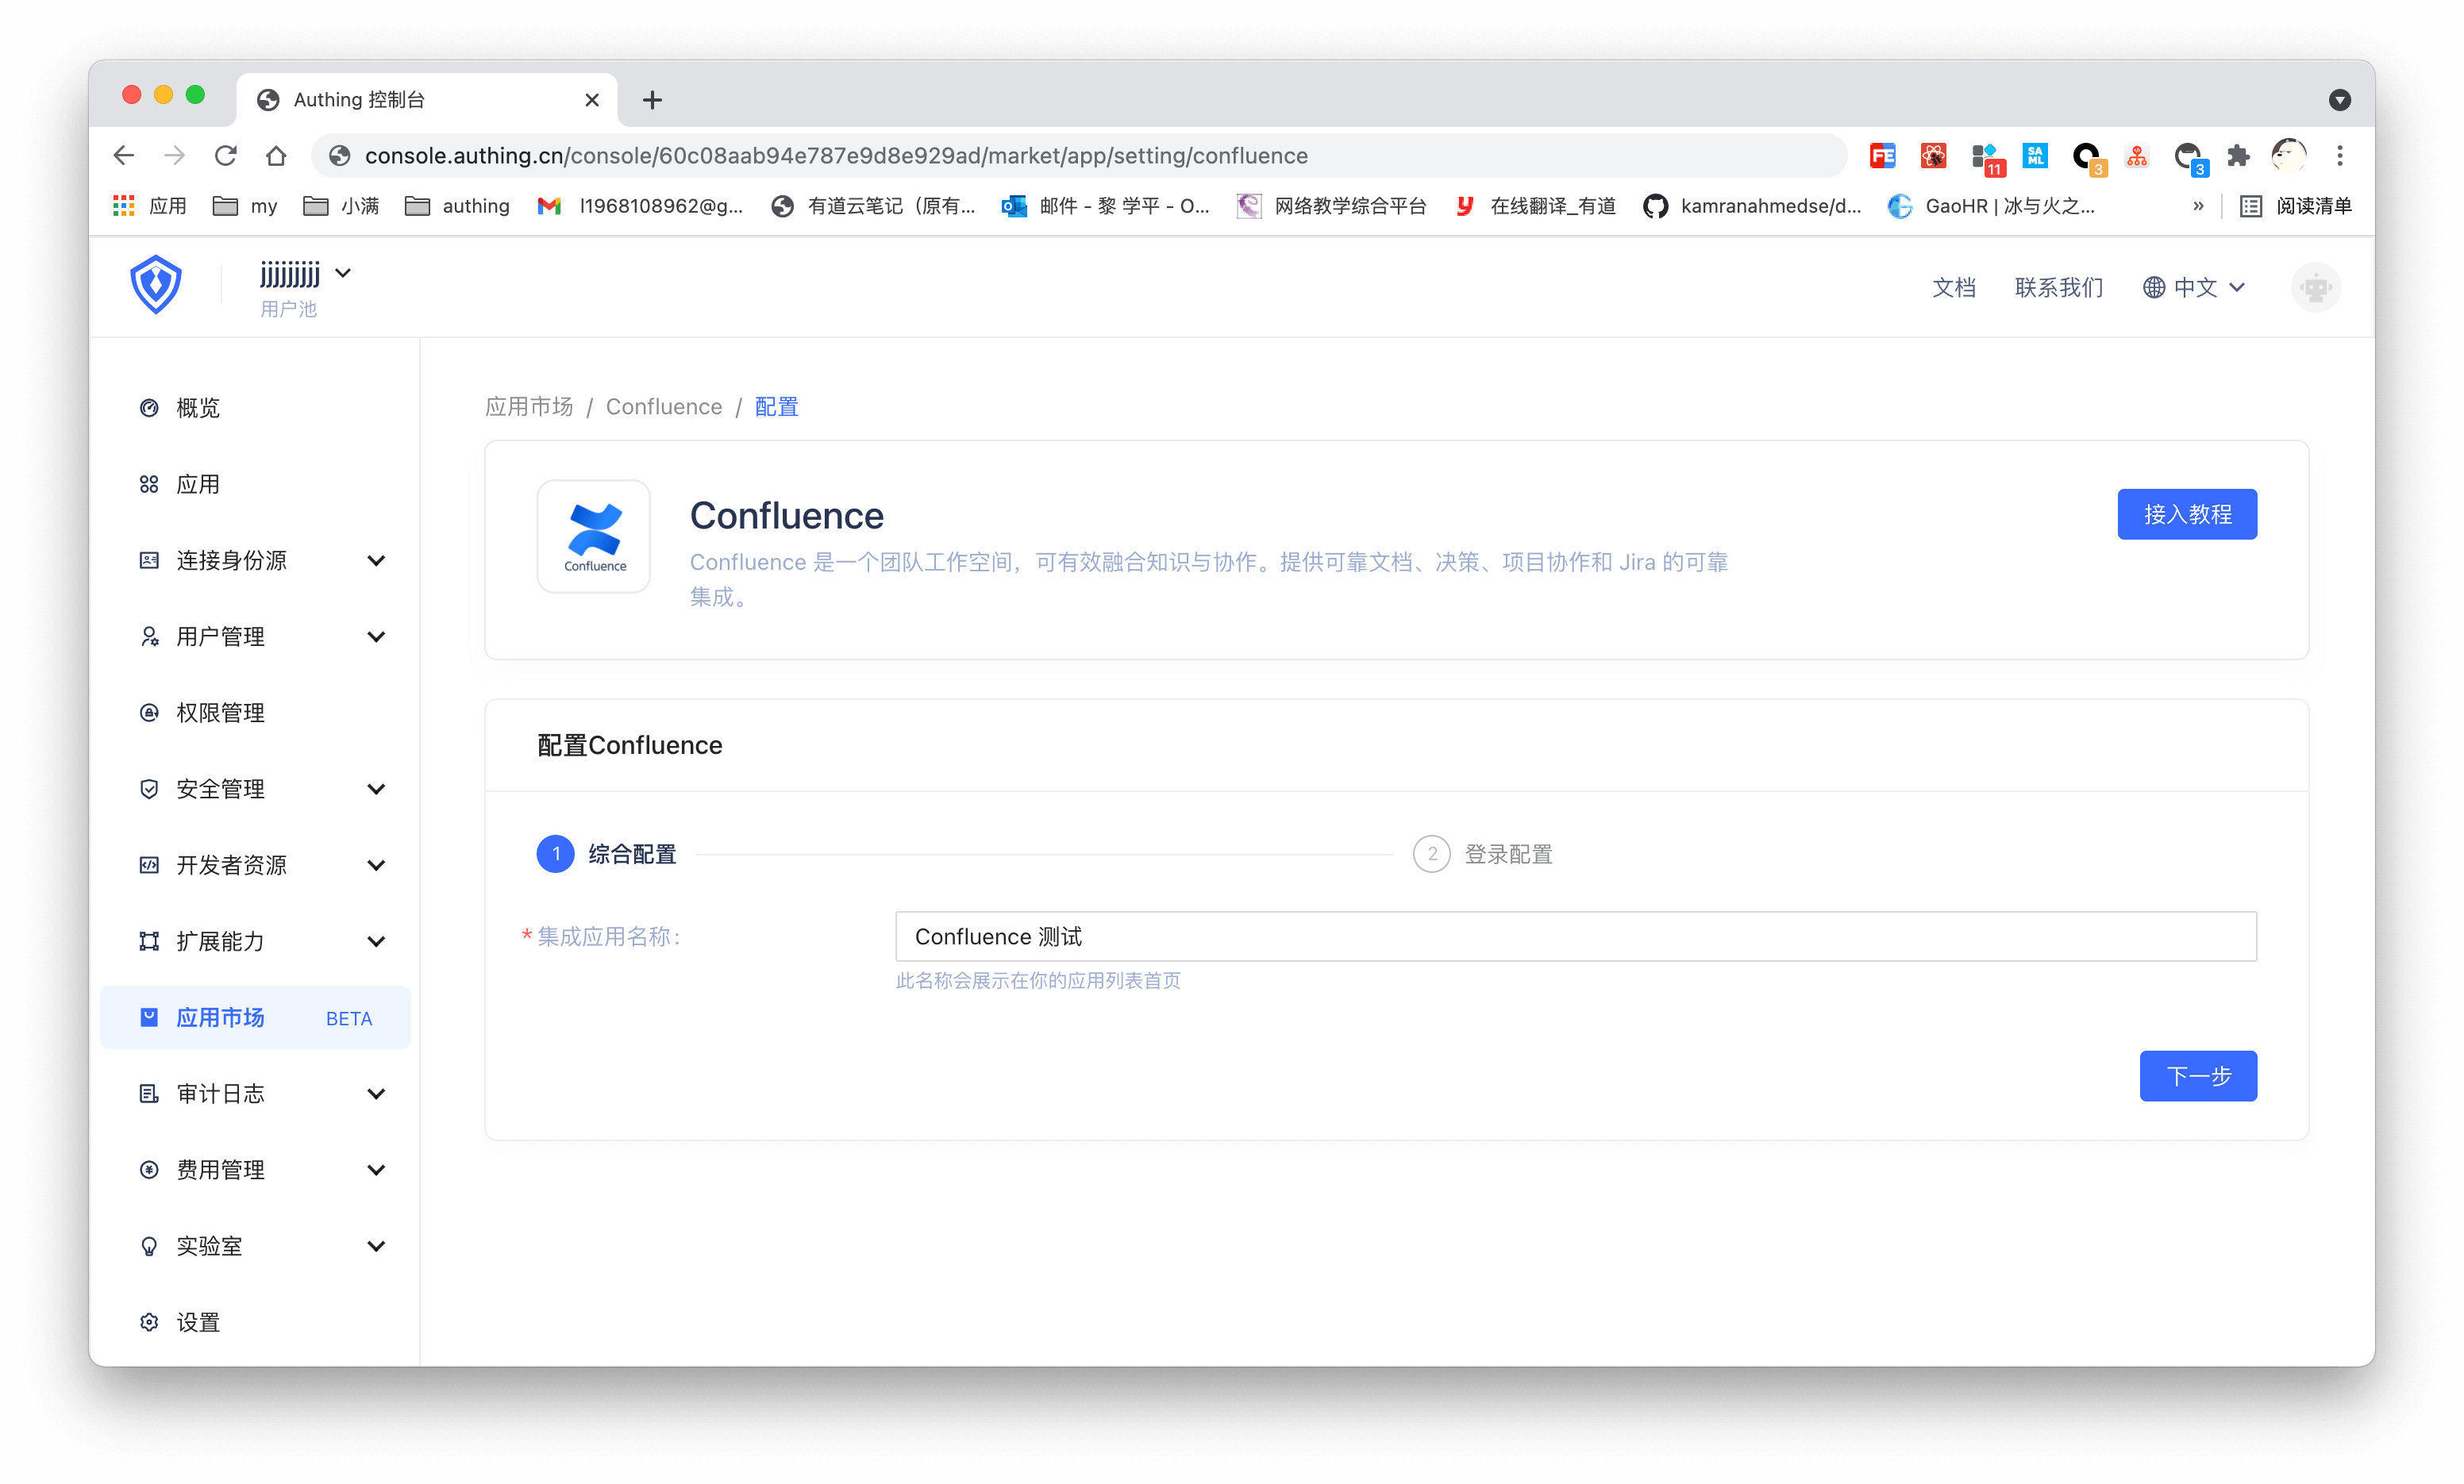 Authing 控制台
console.authing.cn/console/60c08aab94e787e9d8e929ad/market/app/setting/confluence
FE
11
SA
ML
3
3
应用
my
小满
authing
l1968108962@g...
有道云笔记（原有...
邮件 - 黎 学平 - O...
网络教学综合平台
y
在线翻译_有道
kamranahmedse/d...
GaoHR | 冰与火之...
»
阅读清单
jjjjjjjjj
用户池
文档
联系我们
中文
概览
应用
连接身份源
用户管理
权限管理
安全管理
开发者资源
扩展能力
应用市场 BETA
审计日志
费用管理
实验室
设置
应用市场 / Confluence / 配置
Confluence
Confluence
接入教程
Confluence 是一个团队工作空间，可有效融合知识与协作。提供可靠文档、决策、项目协作和 Jira 的可靠
集成。
配置Confluence
1 综合配置
2 登录配置
* 集成应用名称:
Confluence 测试
此名称会展示在你的应用列表首页
下一步